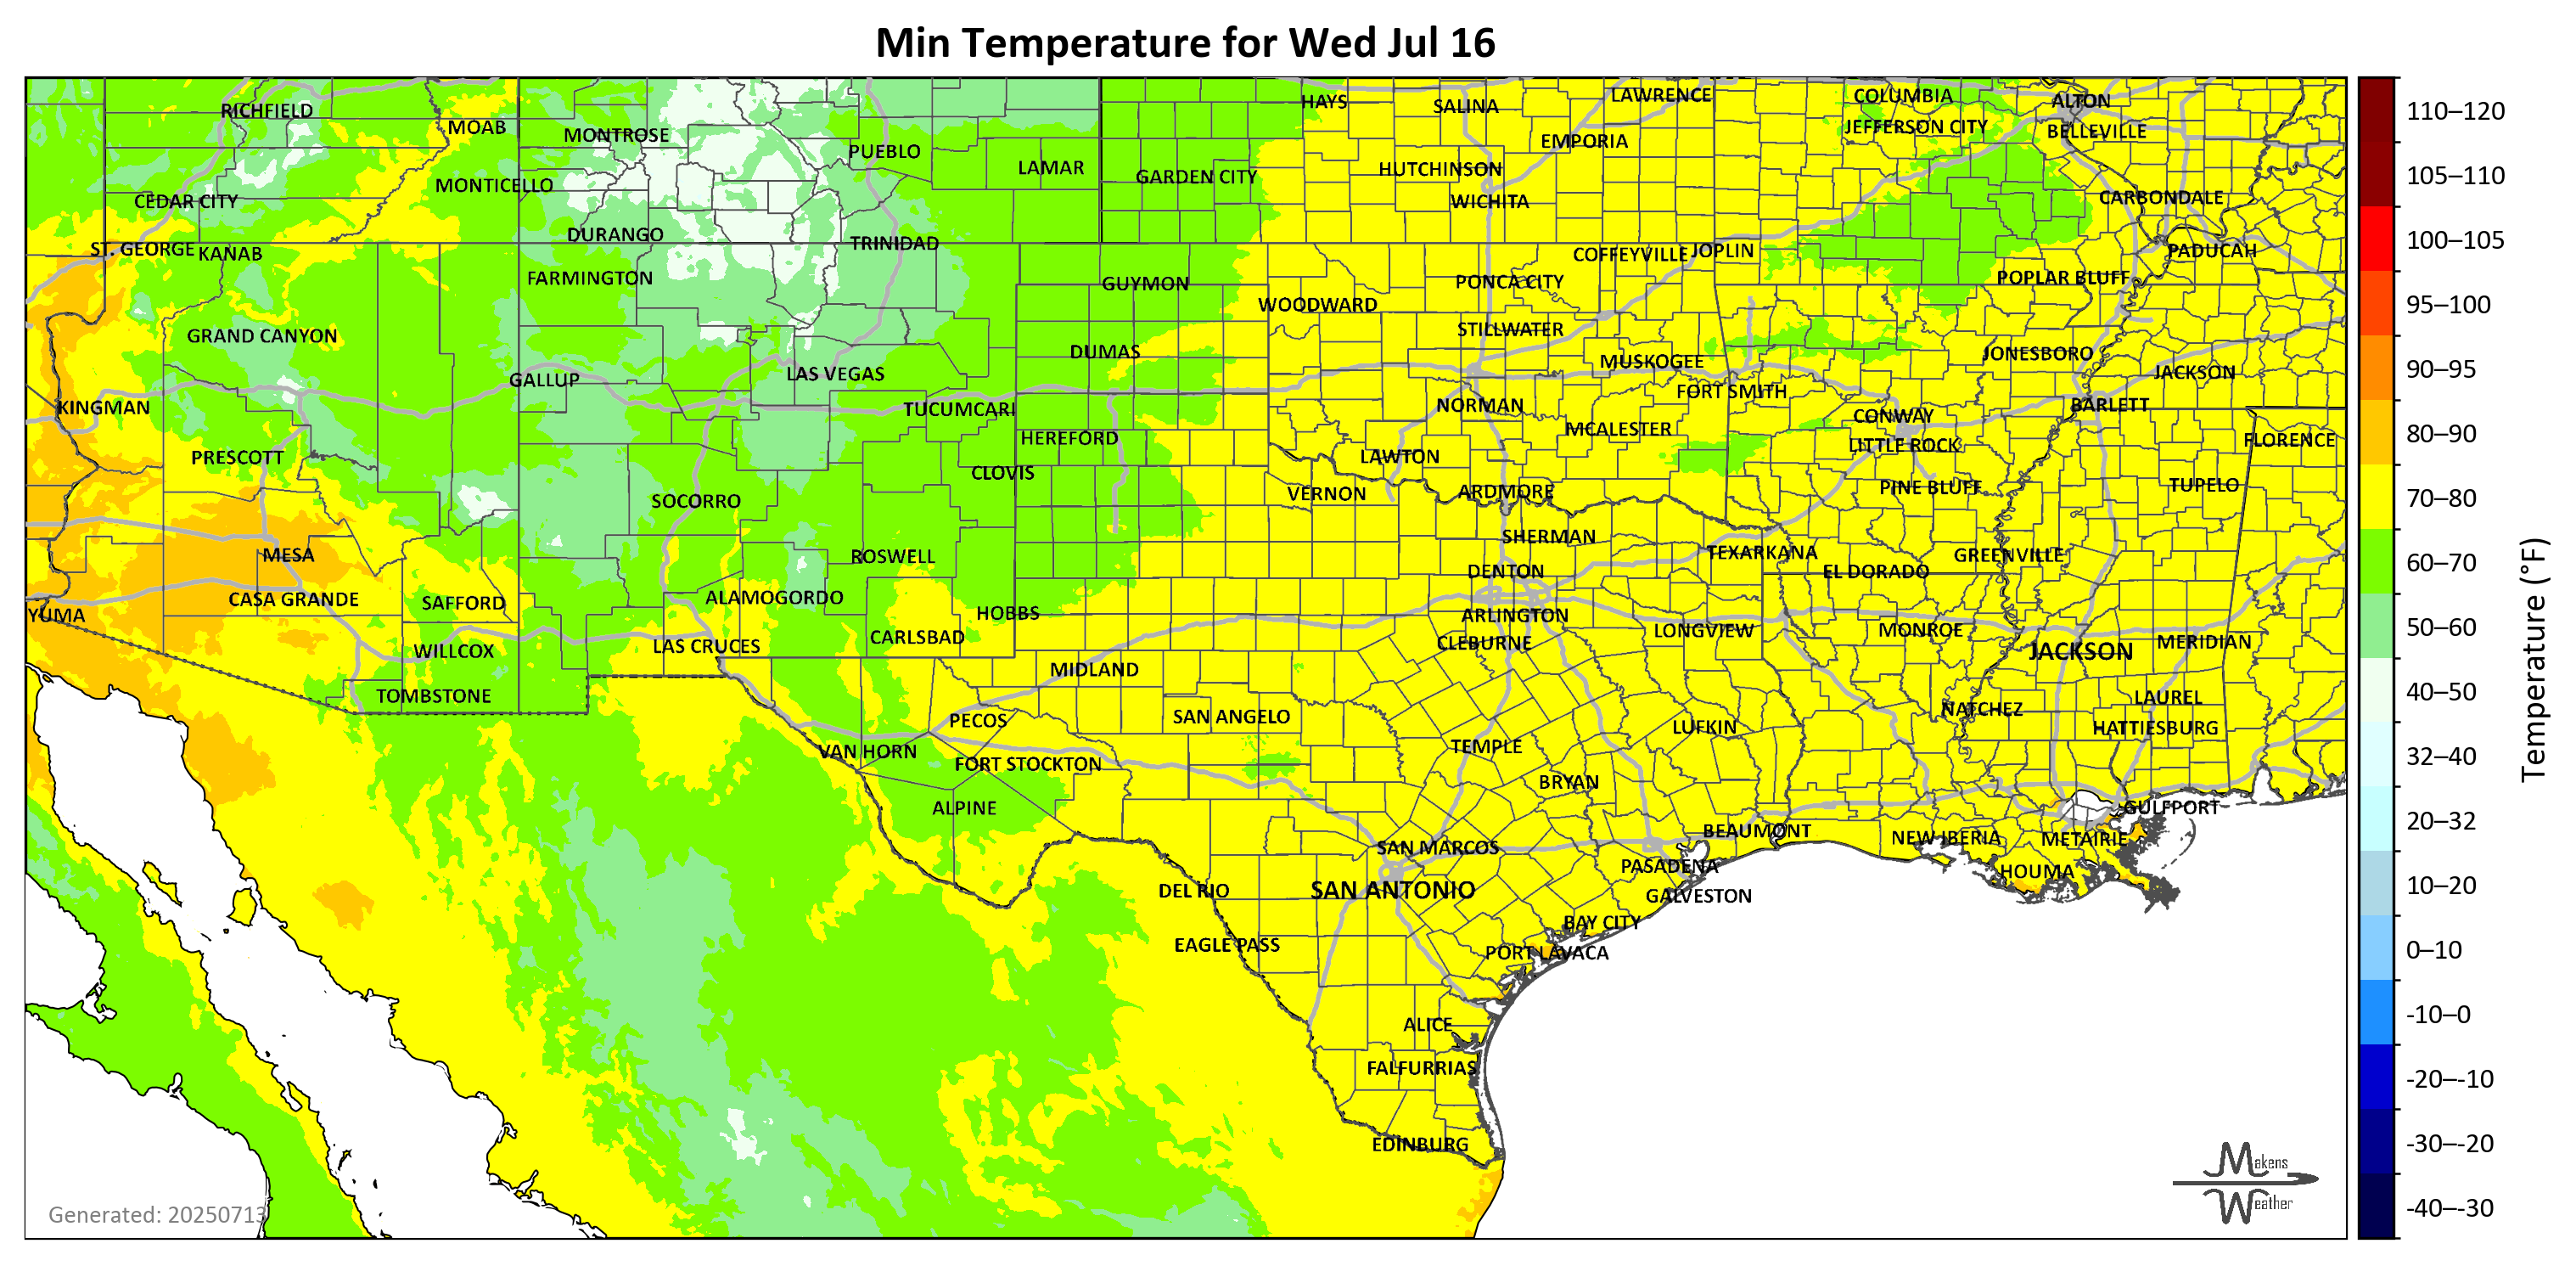 Min Temperature for Wed Jul 16
RICHFIELD
MOAB
MONTROSE
PUEBLO
LAMAR
HAYS
SALINA
LAWRENCE
COLUMBIA
ALTON
EMPORIA
JEFFERSON CITY
BELLEVILLE
CEDAR CITY
MONTICELLO
GARDEN CITY
HUTCHINSON
WICHITA
CARBONDALE
ST. GEORGE
KANAB
DURANGO
TRINIDAD
COFFEYVILLE
JOPLIN
PADUCAH
FARMINGTON
GUYMON
WOODWARD
PONCA CITY
POPLAR BLUFF
GRAND CANYON
DUMAS
STILLWATER
MUSKOGEE
JONESBORO
JACKSON
GALLUP
LAS VEGAS
FORT SMITH
KINGMAN
TUCUMCARI
NORMAN
CONWAY
BARLETT
PRESCOTT
HEREFORD
MCALESTER
LITTLE ROCK
FLORENCE
CLOVIS
LAWTON
SOCORRO
VERNON
ARDMORE
PINE BLUFF
TUPELO
MESA
ROSWELL
SHERMAN
TEXARKANA
GREENVILLE
CASA GRANDE
SAFFORD
ALAMOGORDO
DENTON
EL DORADO
YUMA
HOBBS
ARLINGTON
WILLCOX
LAS CRUCES
CARLSBAD
CLEBURNE
LONGVIEW
MONROE
JACKSON
MERIDIAN
TOMBSTONE
MIDLAND
LAUREL
PECOS
SAN ANGELO
NATCHEZ
HATTIESBURG
VAN HORN
FORT STOCKTON
TEMPLE
LUFKIN
ALPINE
BRYAN
GULFPORT
SAN MARCOS
BEAUMONT
NEW IBERIA
METAIRIE
DEL RIO
SAN ANTONIO
PASADENA
HOUMA
GALVESTON
EAGLE PASS
BAY CITY
PORT LAVACA
ALICE
FALFURRIAS
EDINBURG
Generated: 20250713
Makens
Weather
110–120
105–110
100–105
95–100
90–95
80–90
70–80
60–70
50–60
40–50
32–40
20–32
10–20
0–10
-10–0
-20–-10
-30–-20
-40–-30
Temperature (°F)